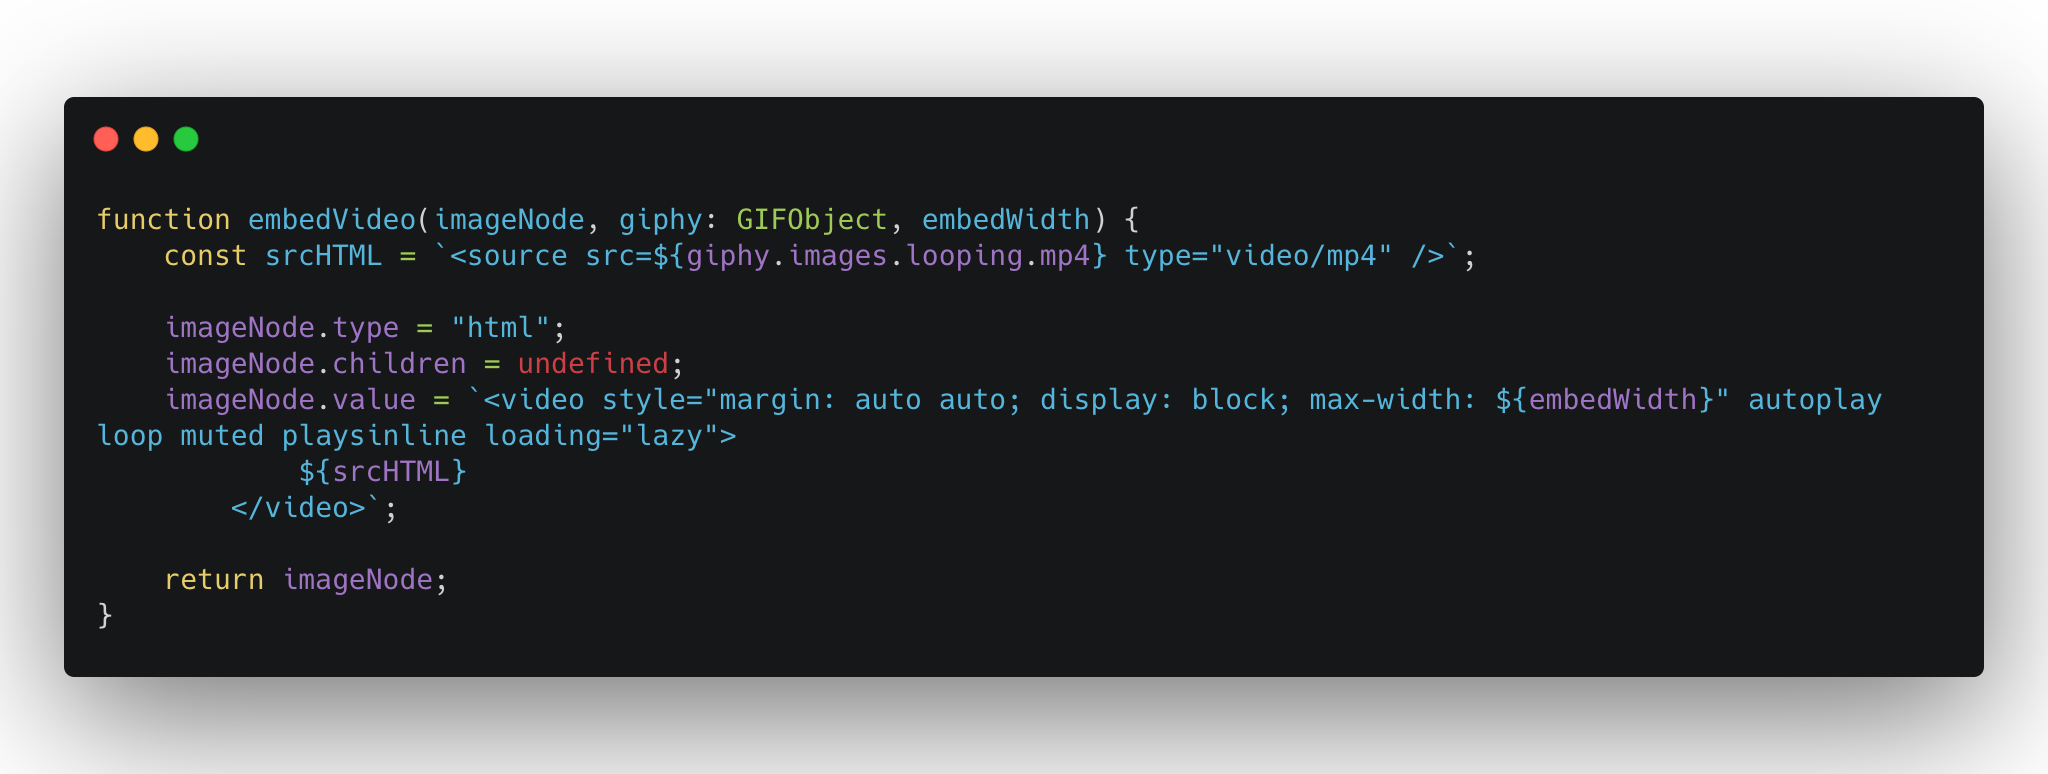 function embedVideo(imageNode, giphy: GIFObject, embedWidth) {
    const srcHTML = `<source src=${giphy.images.looping.mp4} type="video/mp4" />`;

    imageNode.type = "html";
    imageNode.children = undefined;
    imageNode.value = `<video style="margin: auto auto; display: block; max-width: ${embedWidth}" autoplay
loop muted playsinline loading="lazy">
            ${srcHTML}
        </video>`;

    return imageNode;
}